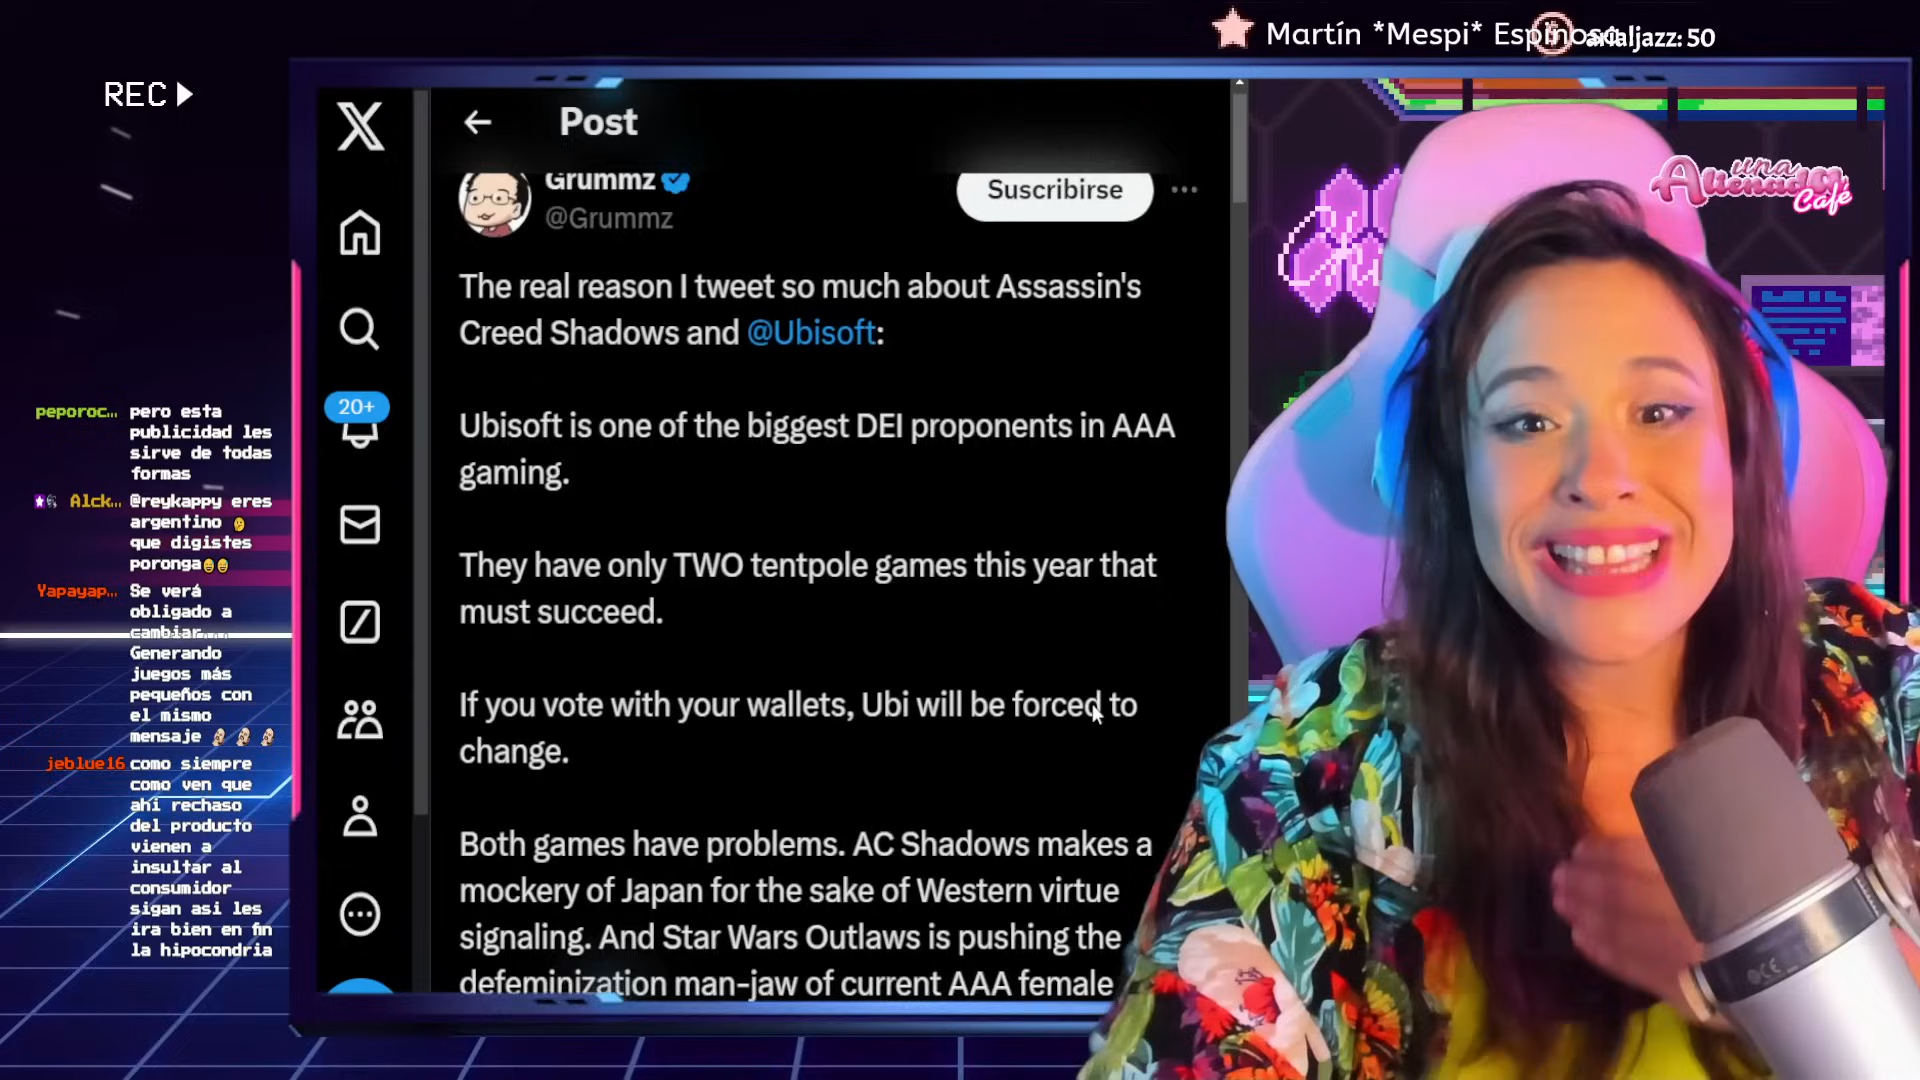 Martín *Mespi* Espinosa
arialjazz: 50
REC
Post
Grummz
@Grummz
Suscribirse
20+
The real reason I tweet so much about Assassin's
Creed Shadows and @Ubisoft:
Ubisoft is one of the biggest DEI proponents in AAA
gaming.
They have only TWO tentpole games this year that
must succeed.
If you vote with your wallets, Ubi will be forced to
change.
Both games have problems. AC Shadows makes a
mockery of Japan for the sake of Western virtue
signaling. And Star Wars Outlaws is pushing the
defeminization man-jaw of current AAA female
peporoc... pero esta
publicidad les
sirve de todas
formas
Alck... @reykappy eres
argentino
que digistes
poronga
Yapayap... Se verá
obligado a
cambiar
Generando
juegos más
pequeños con
el mismo
mensaje
jeblue16 como siempre
como ven que
ahi rechaso
del producto
vienen a
insultar al
consumidor
sigan asi les
ira bien en fin
la hipocondria
una
Café